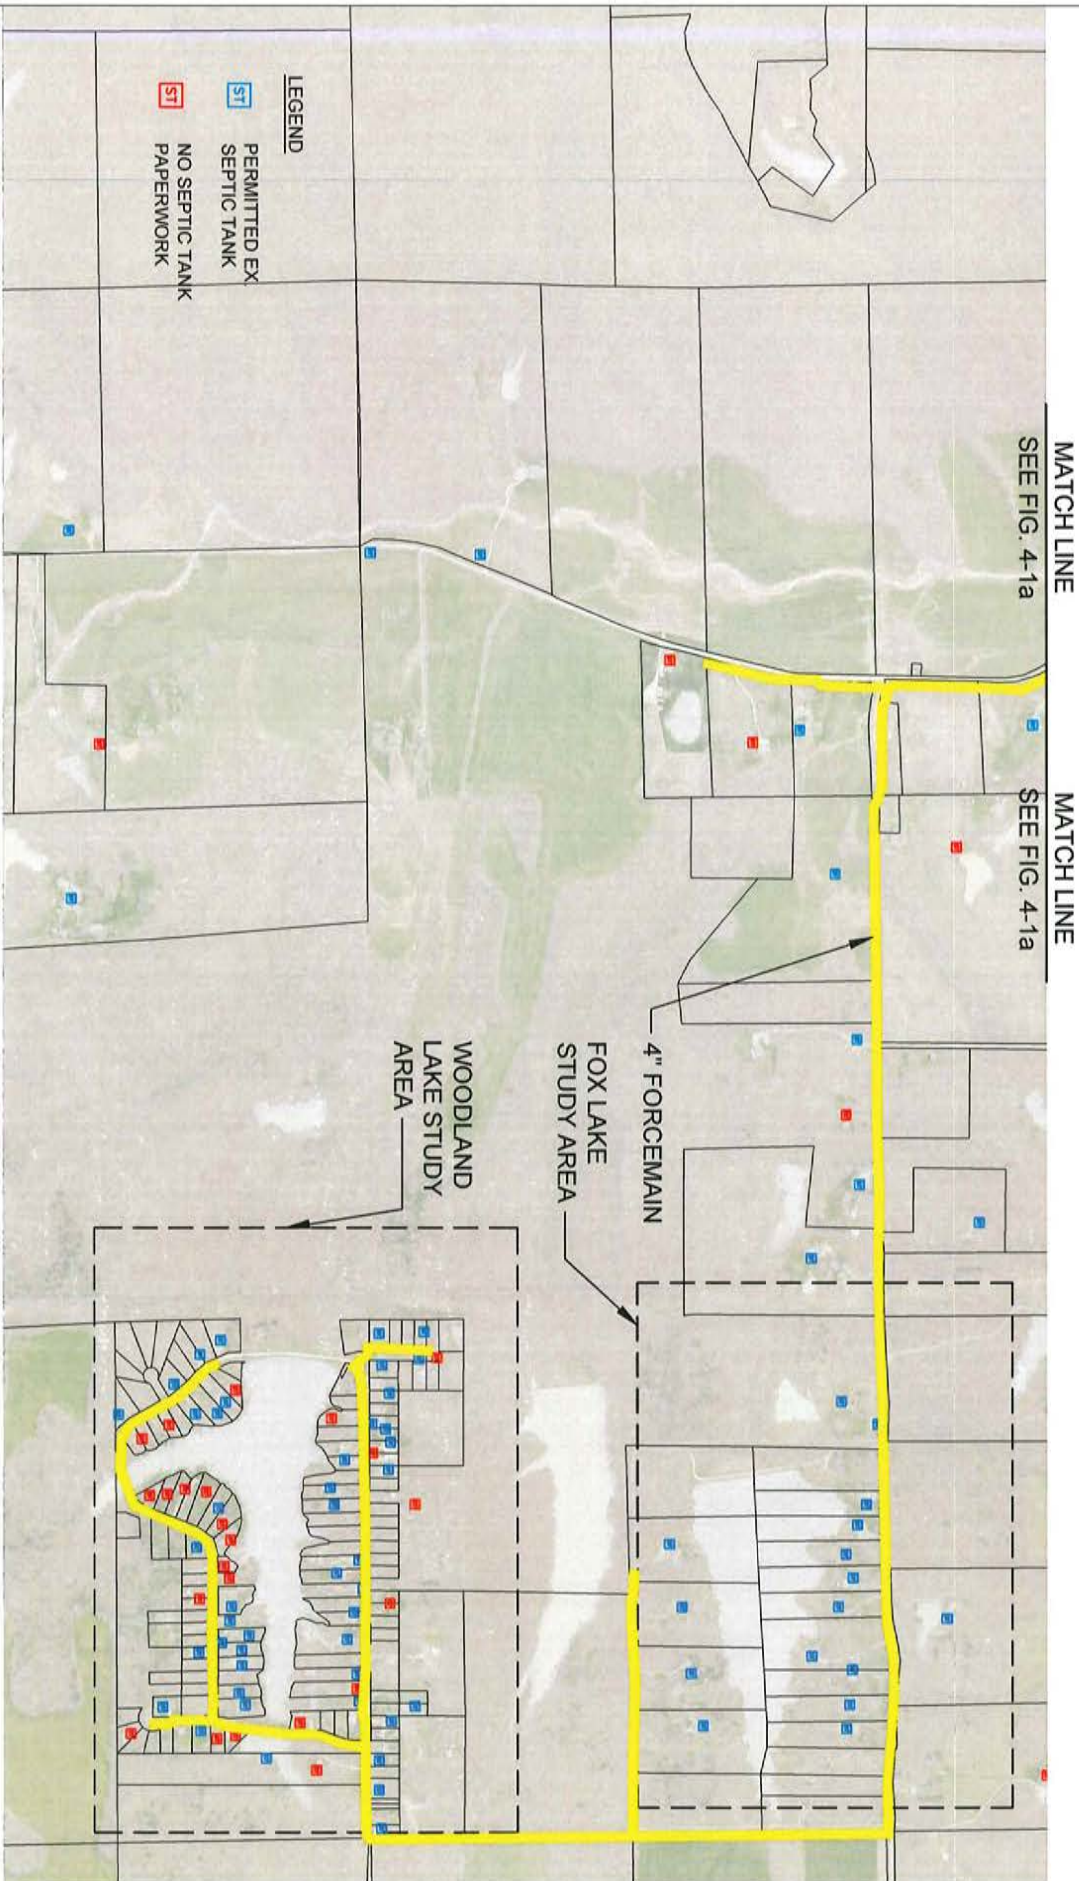 MATCH LINE
SEE FIG. 4-1a
MATCH LINE
SEE FIG. 4-1a
LEGEND
ST
PERMITTED EX.
SEPTIC TANK
ST
NO SEPTIC TANK
PAPERWORK
4" FORCEMAIN
FOX LAKE
STUDY AREA
WOODLAND
LAKE STUDY
AREA